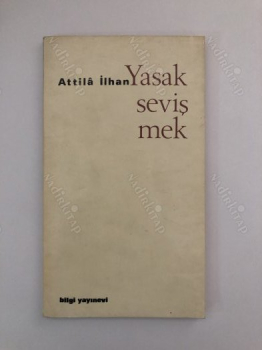 Attilâ İlhan Yasak
seviş
mek
bilgi yayınevi